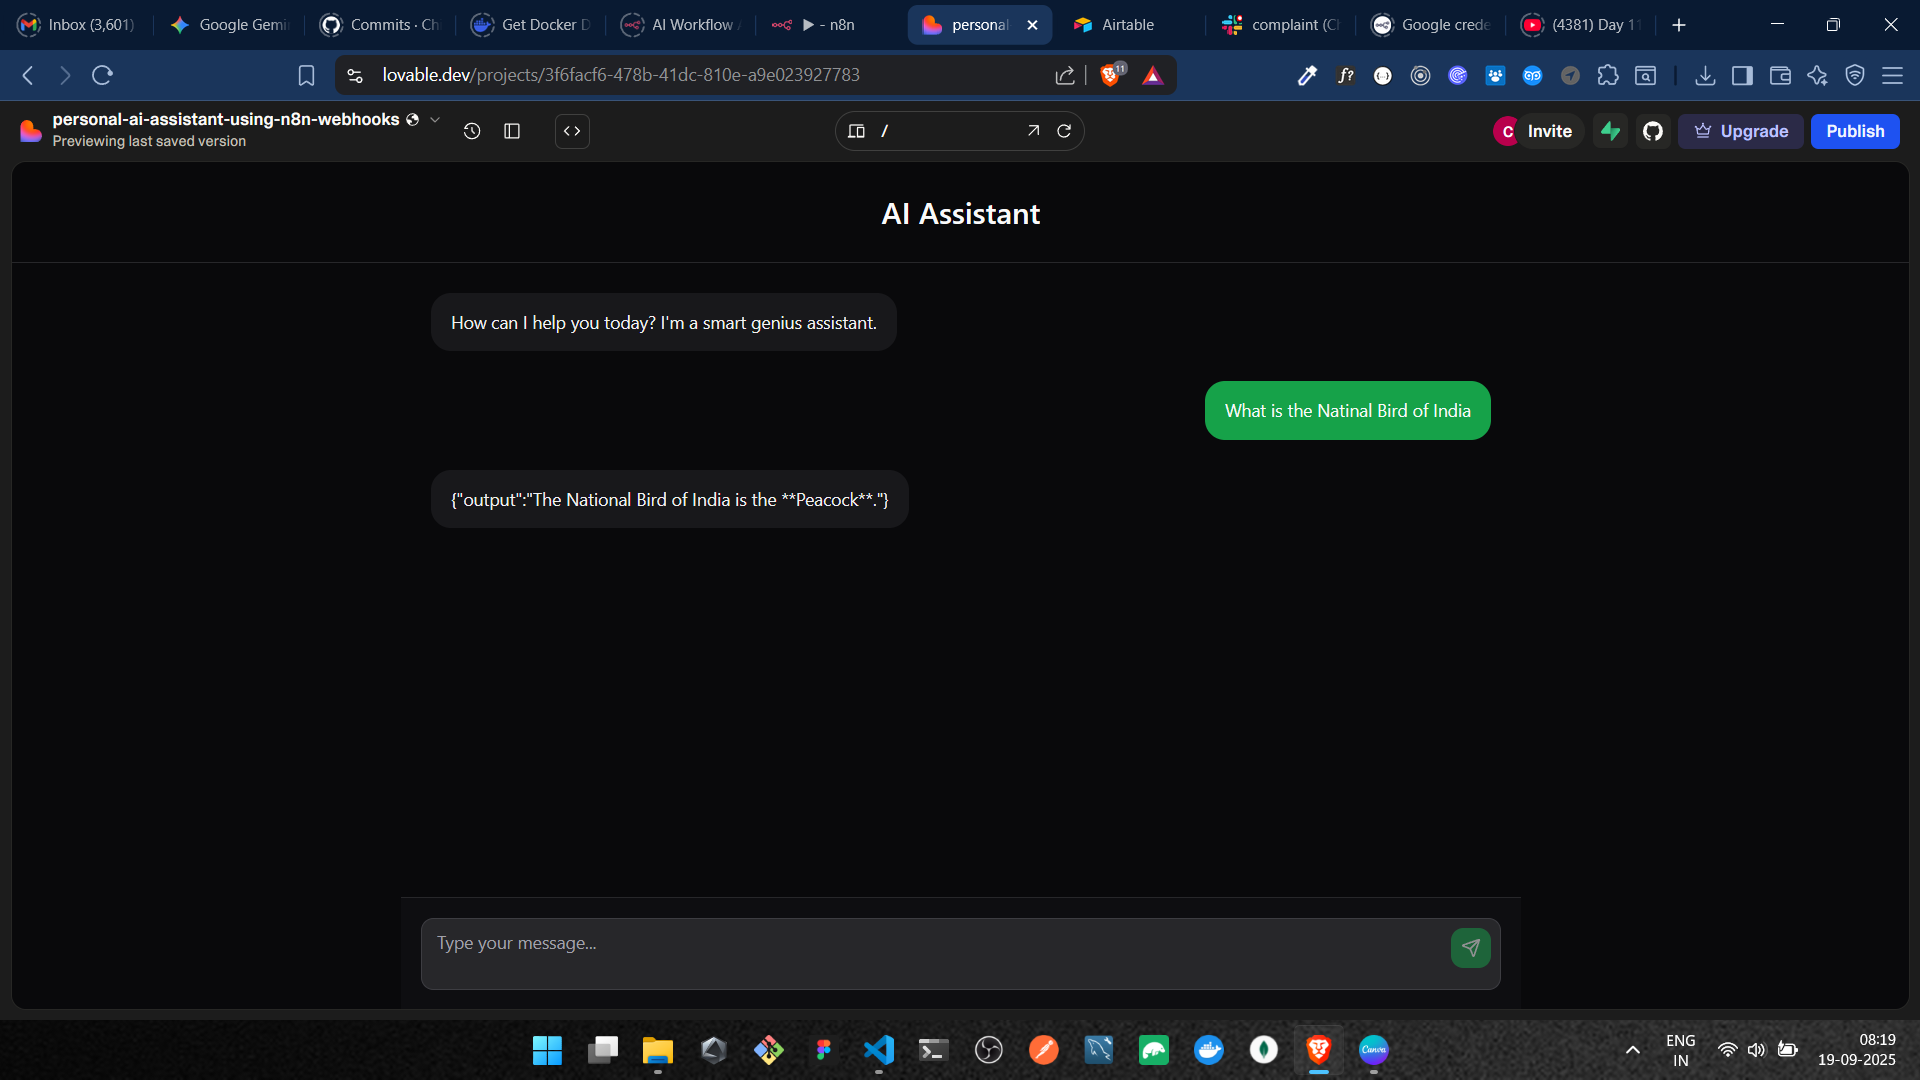 Inbox (3,601)
Google Gemi
Commits · Ch
Get Docker D
AI Workflow
▶ - n8n
personal
Airtable
complaint (Ch
Google crede
(4381) Day 11
lovable.dev/projects/3f6facf6-478b-41dc-810e-a9e023927783
11
f?
personal-ai-assistant-using-n8n-webhooks
Previewing last saved version
/
C
Invite
Upgrade
Publish
AI Assistant
How can I help you today? I'm a smart genius assistant.
What is the Natinal Bird of India
{"output":"The National Bird of India is the **Peacock**."}
Type your message...
Canva
ENG
IN
08:19
19-09-2025